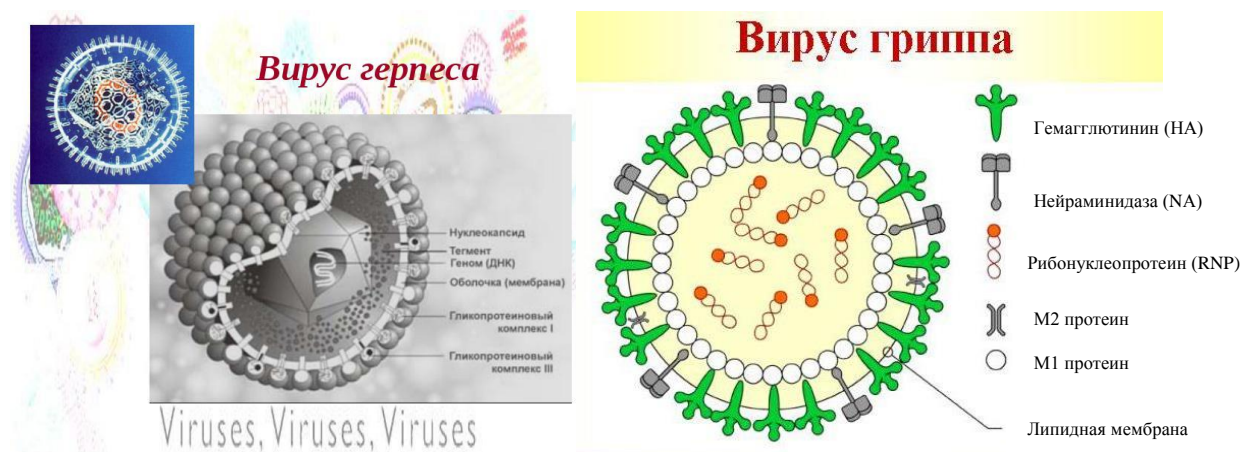 Вирус герпеса
Нуклеокапсид
Тегмент
Геном (ДНК)
Оболочка (мембрана)
Гликопротеиновый
комплекс I
Гликопротеиновый
комплекс III
Viruses, Viruses, Viruses
Вирус гриппа
Гемагглютинин (HA)
Нейраминидаза (NA)
Рибонуклеопротеин (RNP)
M2 протеин
M1 протеин
Липидная мембрана